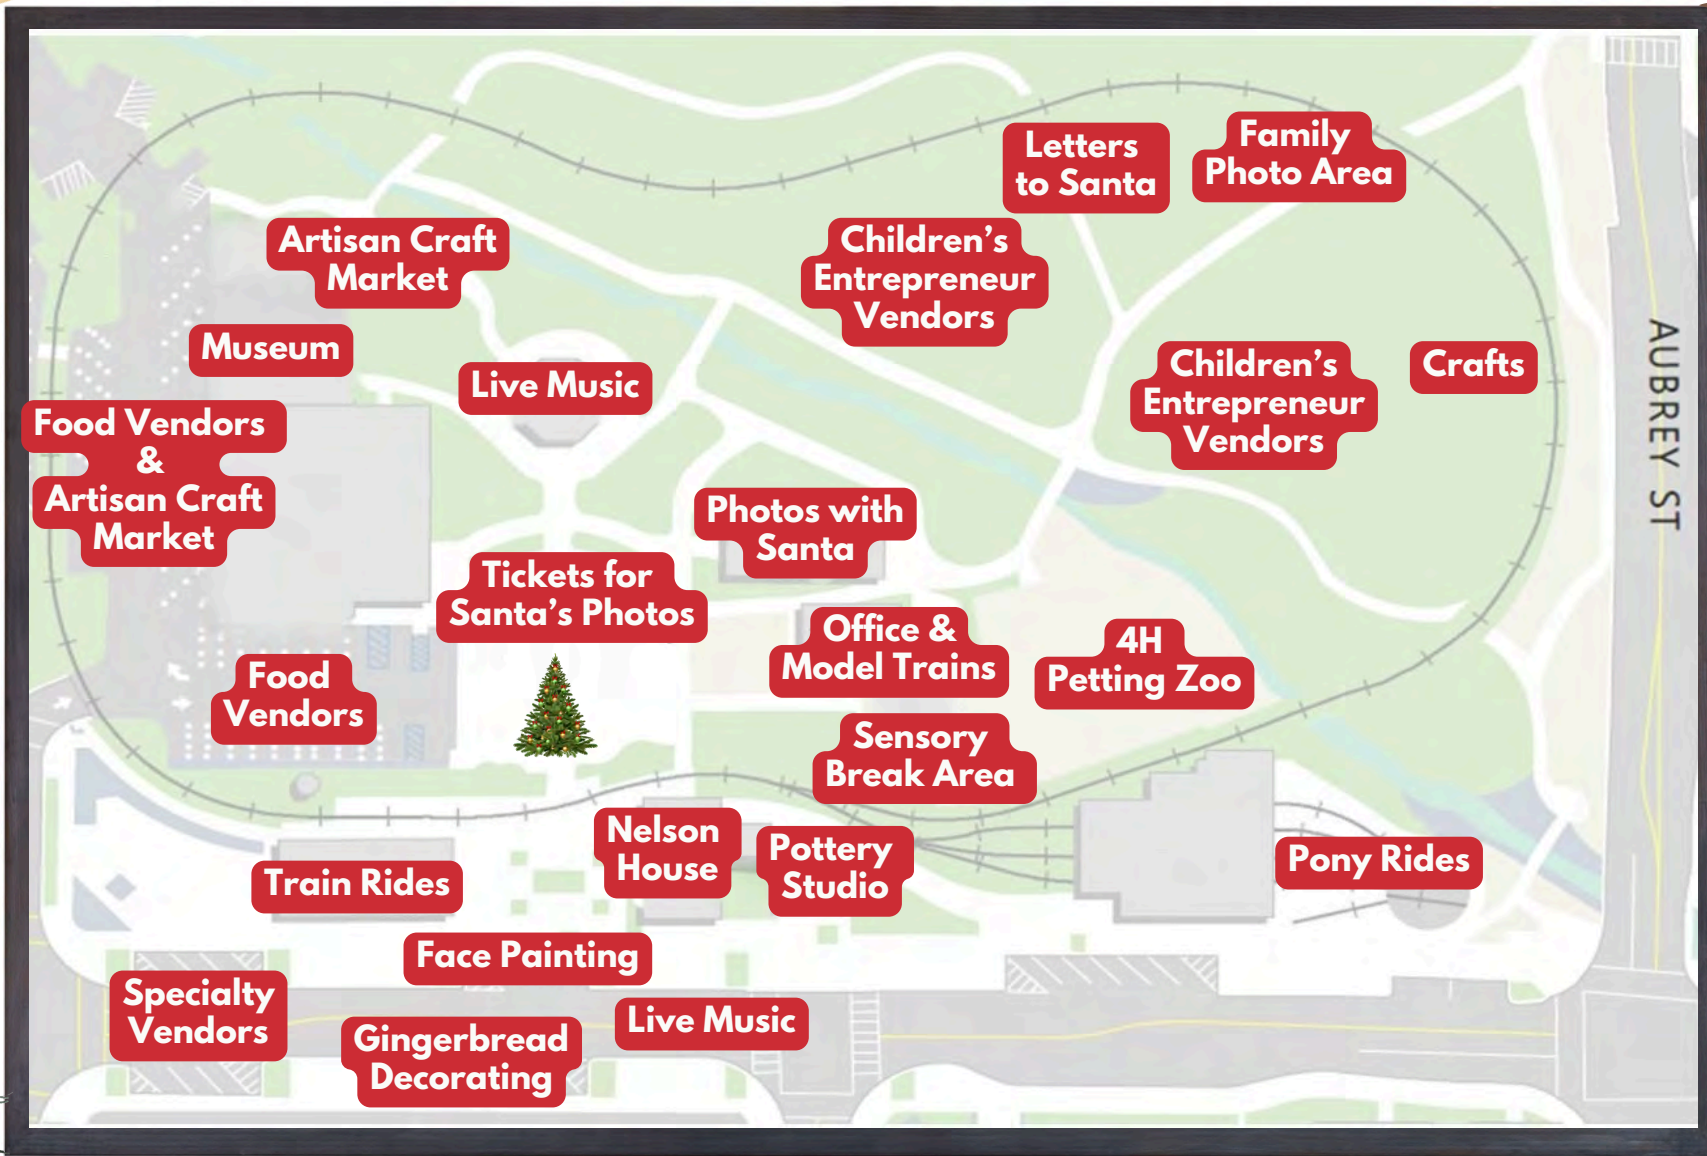 Letters
to Santa
Family
Photo Area
Artisan Craft
Market
Children's
Entrepreneur
Vendors
Museum
Live Music
Children's
Entrepreneur
Vendors
Crafts
AUBREY ST
Food Vendors
&
Artisan Craft
Market
Photos with
Santa
Tickets for
Santa's Photos
Office &
Model Trains
4H
Petting Zoo
Food
Vendors
Sensory
Break Area
Nelson
House
Pottery
Studio
Pony Rides
Train Rides
Face Painting
Specialty
Vendors
Live Music
Gingerbread
Decorating